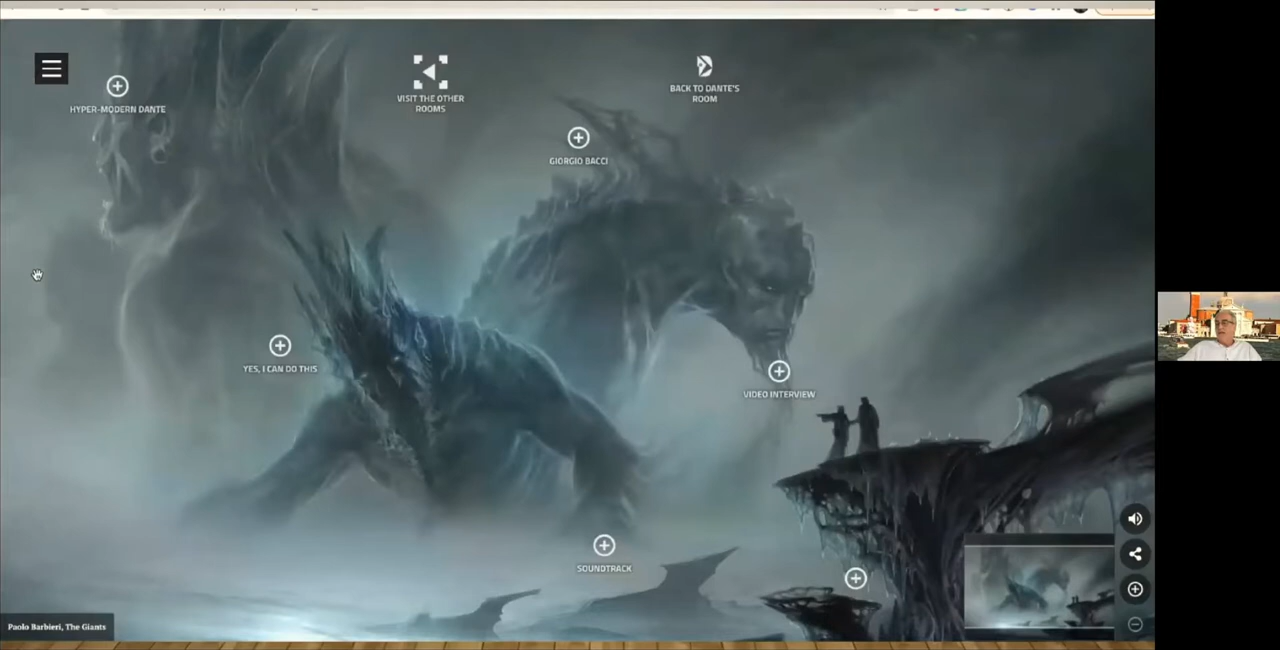 HYPER-MODERN DANTE
VISIT THE OTHER
ROOMS
BACK TO DANTE'S
ROOM
GIORGIO BACCI
YES, I CAN DO THIS
VIDEO INTERVIEW
SOUNDTRACK
Paolo Barbieri, The Giants